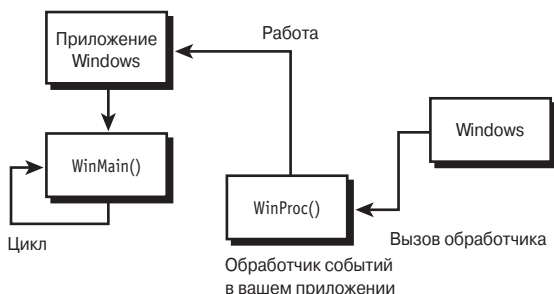 Приложение
Windows
Работа
Windows
WinMain()
WinProc()
Цикл
Вызов обработчика
Обработчик событий
в вашем приложении